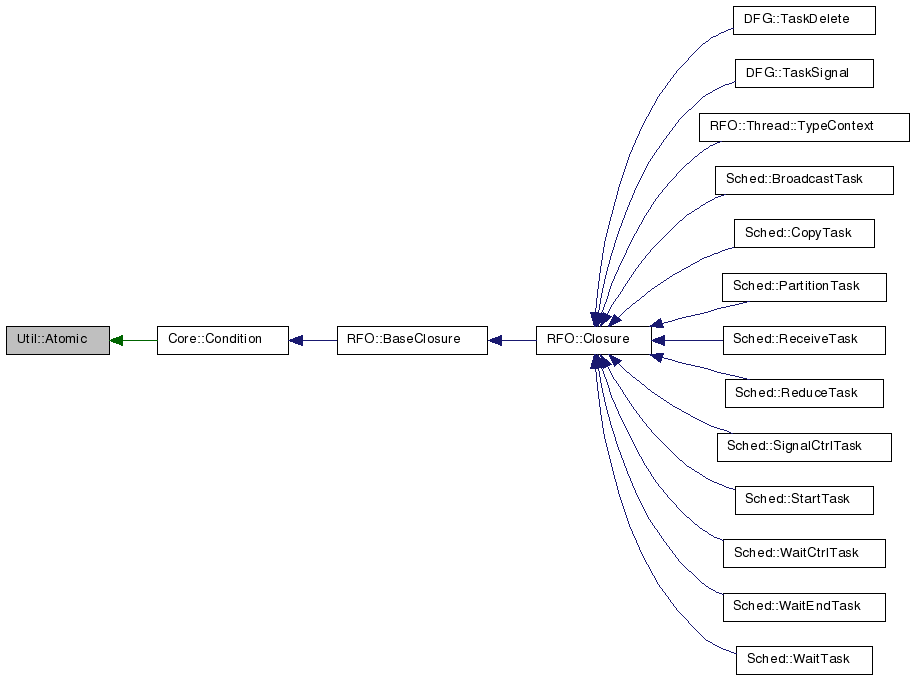 DFG::TaskDelete
DFG::TaskSignal
RFO::Thread::TypeContext
Sched::BroadcastTask
Sched::CopyTask
Sched::PartitionTask
Util::Atomic
Core::Condition
RFO::BaseClosure
RFO::Closure
Sched::ReceiveTask
Sched::ReduceTask
Sched::SignalCtrlTask
Sched::StartTask
Sched::WaitCtrlTask
Sched::WaitEndTask
Sched::WaitTask